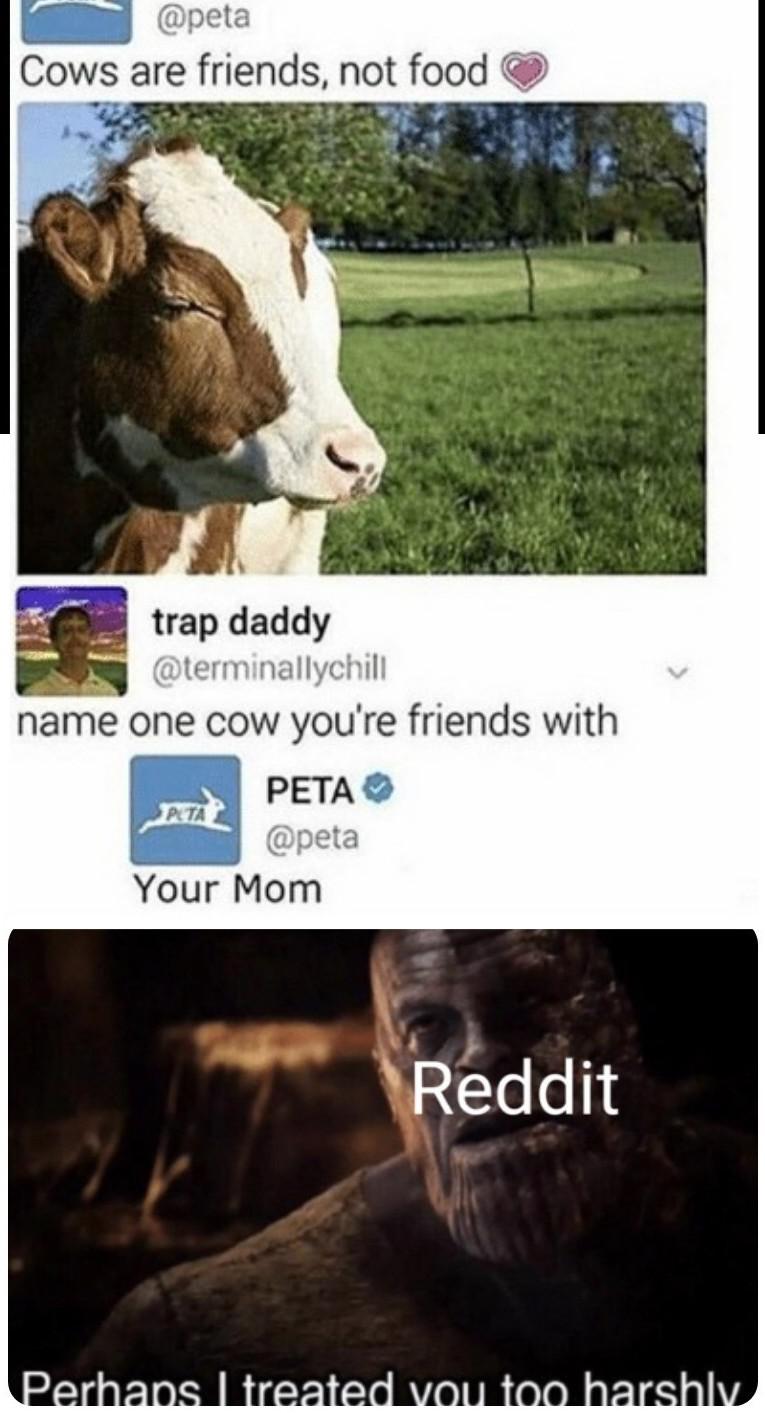 @peta
Cows are friends, not food 💗
trap daddy
@terminallychill
name one cow you're friends with
PETA
PETA
@peta
Your Mom
Reddit
Perhaps I treated you too harshly